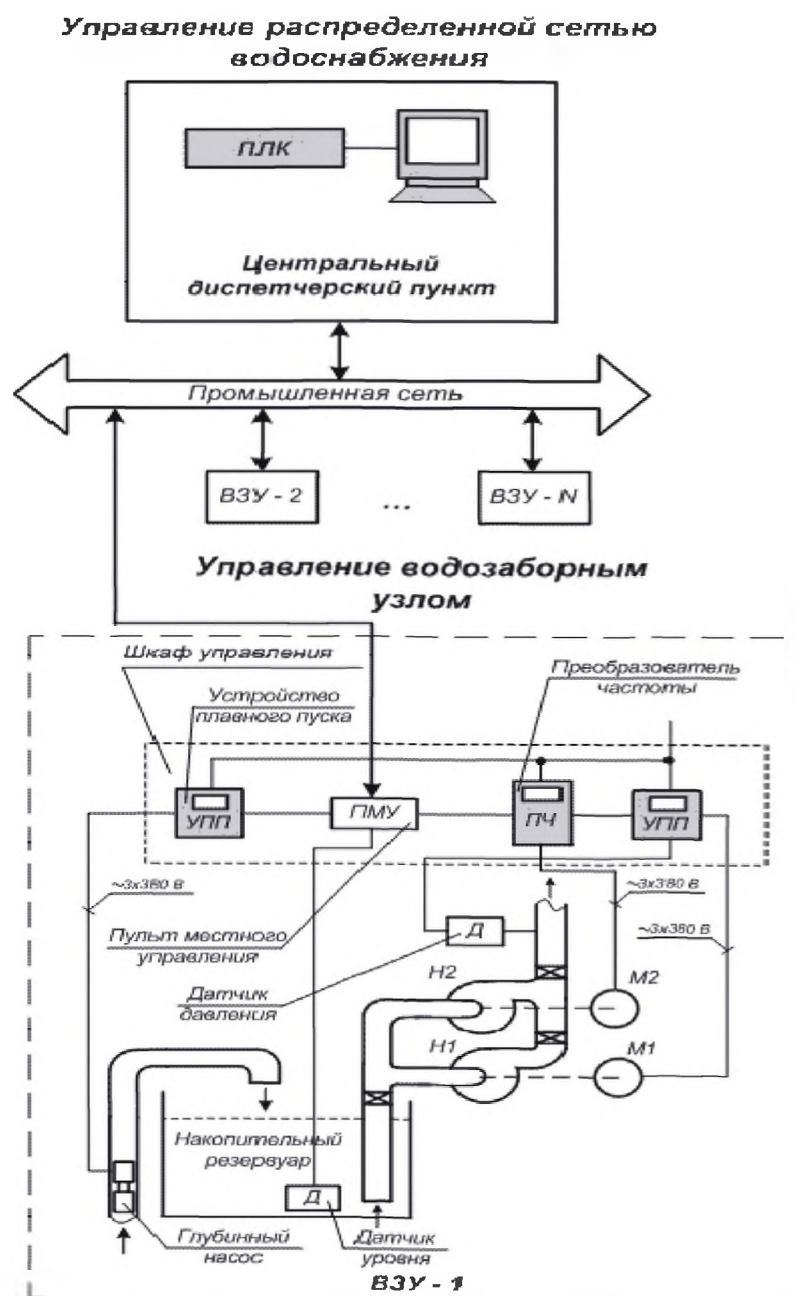 Управление распределенной сетью
водоснабжения
ПЛК
Центральный
диспетчерский пункт
Промышленная сеть
ВЗУ - 2
...
ВЗУ - N
Управление водозаборным
узлом
Шкаф управления
Устройство
плавного пуска
Преобразователь
частоты
УПП
ПМУ
ПЧ
УПП
~3х380 В
~3х380 В
~3х380 В
Пульт местного
управления
Д
Датчик
давления
Н2
М2
Н1
М1
Накопительный
резервуар
Д
Глубинный
насос
Датчик
уровня
ВЗУ - 1